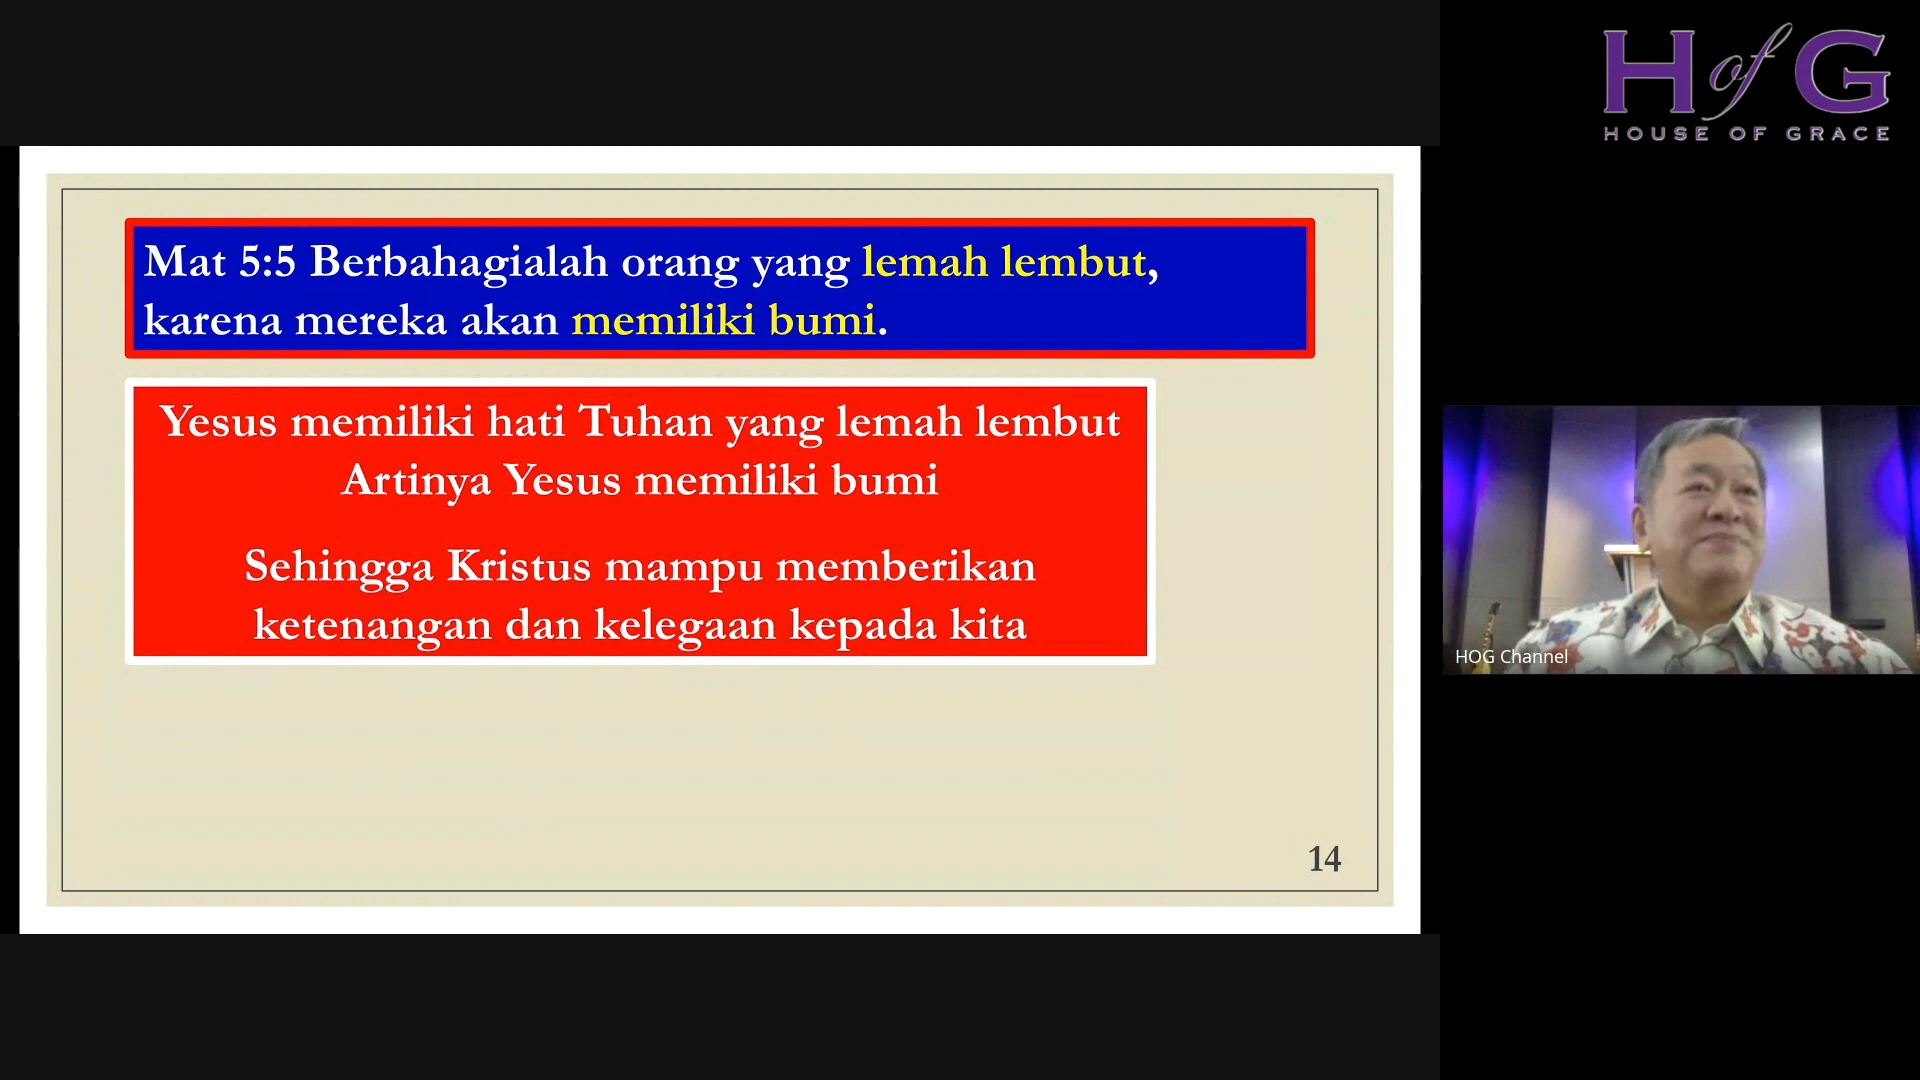 H of G
HOUSE OF GRACE
Mat 5:5 Berbahagialah orang yang lemah lembut,
karena mereka akan memiliki bumi.
Yesus memiliki hati Tuhan yang lemah lembut
Artinya Yesus memiliki bumi
Sehingga Kristus mampu memberikan
ketenangan dan kelegaan kepada kita
14
HOG Channel